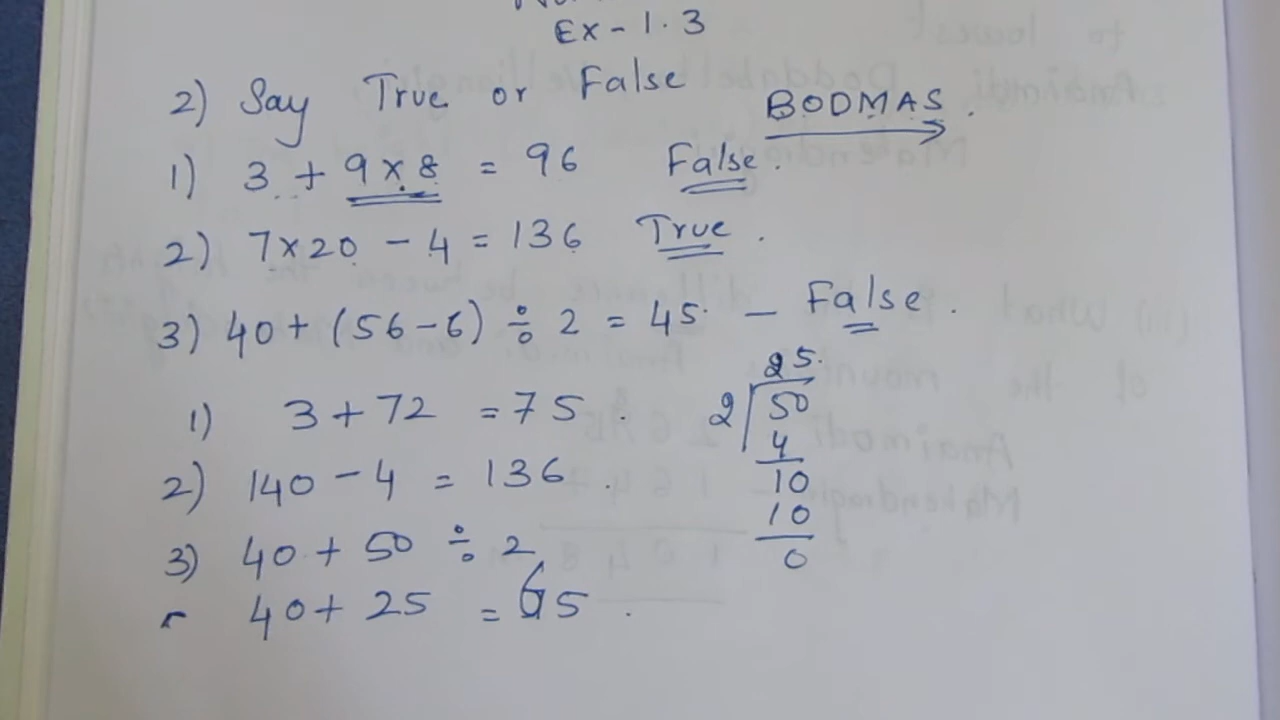 Ex - 1.3
2) Say True or False
BODMAS.
1) 3 + 9 x 8 = 96 False.
2) 7 x 20 - 4 = 136 True.
3) 40 + (56 - 6) ÷ 2 = 45. - False.
1) 3 + 72 = 75.
2) 140 - 4 = 136.
3) 40 + 50 ÷ 2
40 + 25 = 65.
25.
2 50
4
10
10
0